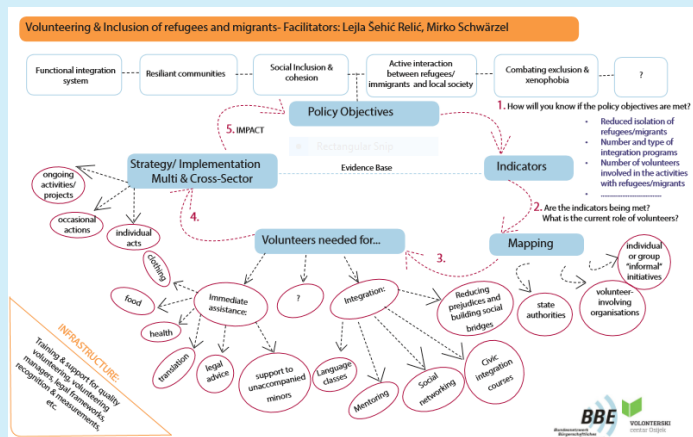 Volunteering & Inclusion of refugees and migrants- Facilitators: Lejla Šehić Relić, Mirko Schwärzel
Functional integration
system
Resiliant communities
Social Inclusion &
cohesion
Active interaction
between refugees/
immigrants and local society
Combating exclusion &
xenophobia
?
Policy Objectives
1. How will you know if the policy objectives are met?
• Reduced isolation of
refugees/migrants
• Number and type of
integration programs
• Number of volunteers
involved in the activities
with refugees/migrants
• ------------------------
5. IMPACT
Rectangular Snip
Strategy/ Implementation
Multi & Cross-Sector
Evidence Base
Indicators
2. Are the indicators being met?
What is the current role of volunteers?
ongoing
activities/
projects
occasional
actions
individual
acts
4.
Volunteers needed for...
3.
Mapping
individual
or group
"informal"
initiatives
volunteer-
involving
organisations
state
authorities
clothing
food
health
translation
legal
advice
Immediate
assistance:
support to
unaccompanied
minors
?
Integration:
Language
classes
Mentoring
Social
networking
Civic
integration
courses
Reducing
prejudices and
building social
bridges
INFRASTRUCTURE:
Training & support for quality
volunteering, volunteering
managers, legal frameworks,
recognition & measurements,
etc.
BBE
Bundesnetzwerk
Bürgerschaftliches
VOLONTERSKI
centar Osijek